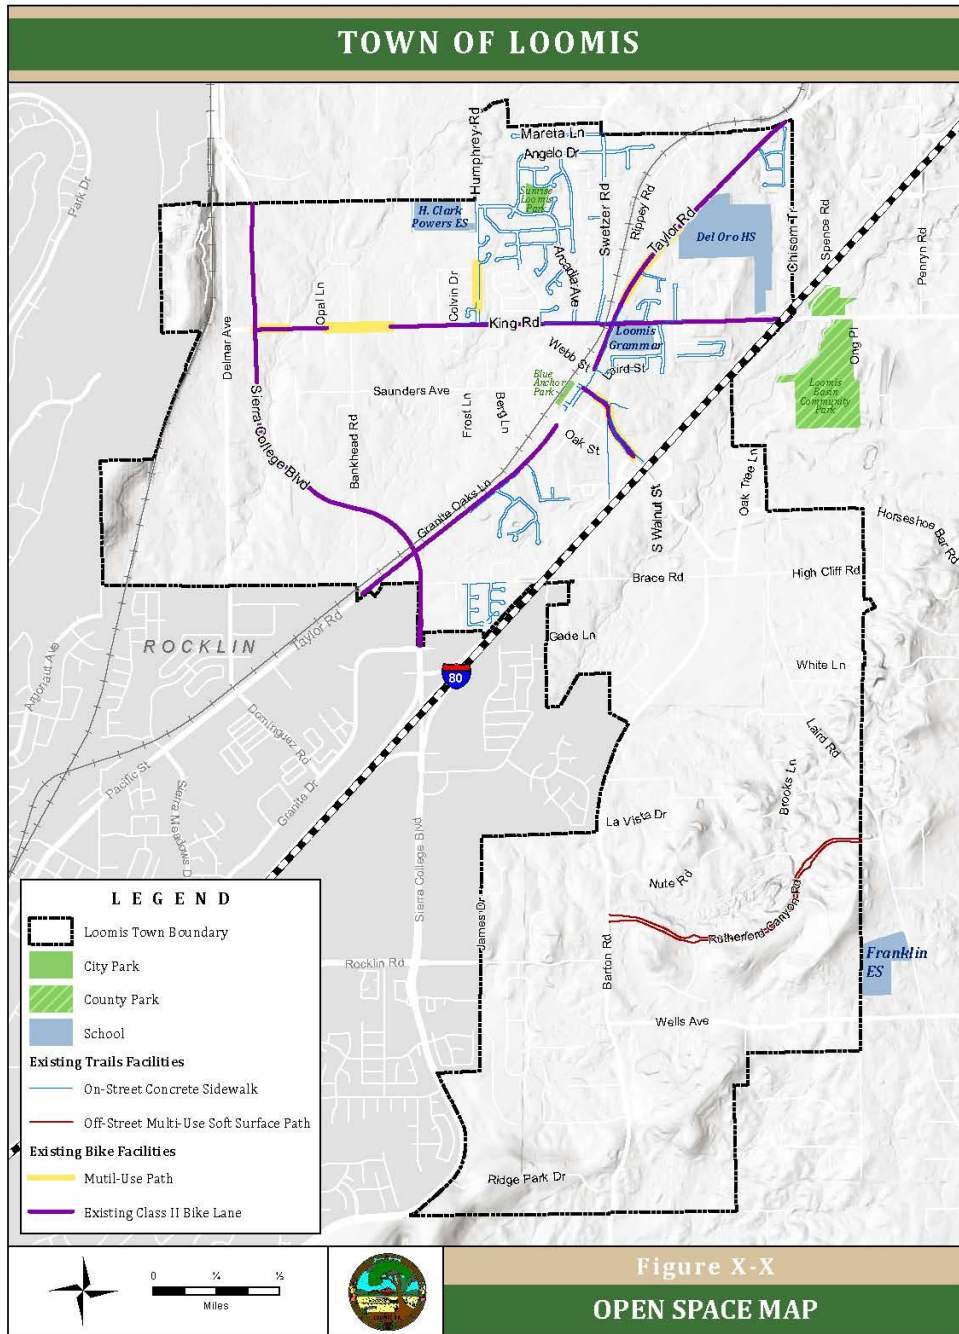 TOWN OF LOOMIS
Mareta Ln
Angelo Dr
Humphrey Rd
Sunrise
Loomis
Park
H. Clark
Powers ES
Swetzer Rd
Rippey Rd
Taylor Rd
Del Oro HS
Chisom Tr
Spence Rd
Penryn Rd
Park Dr
Arcadia Ave
Colvin Dr
Opal Ln
Delmar Ave
King Rd
Loomis
Grammar
Webb St
Laird St
Blue
Anchor
Park
Ong Pl
Loomis
Basin
Community
Park
Saunders Ave
Frost Ln
Berg Ln
Bankhead Rd
Sierra College Blvd
Oak St
Granite Oaks Ln
S Walnut St
Oak Tree Ln
Horseshoe Bar Rd
Brace Rd
High Cliff Rd
Gade Ln
White Ln
ROCKLIN
Taylor Rd
Argonaut Ave
80
Dominguez Rd
Pacific St
Granite Dr
Sierra Meadows D
Sierra College Blvd
Laird Rd
Brooks Ln
La Vista Dr
Nute Rd
Rutherford Canyon Rd
James Dr
Barton Rd
Rocklin Rd
Franklin
ES
Wells Ave
Ridge Park Dr
LEGEND
Loomis Town Boundary
City Park
County Park
School
Existing Trails Facilities
On-Street Concrete Sidewalk
Off-Street Multi-Use Soft Surface Path
Existing Bike Facilities
Mutil-Use Path
Existing Class II Bike Lane
0 ¼ ½
Miles
Figure X-X
OPEN SPACE MAP